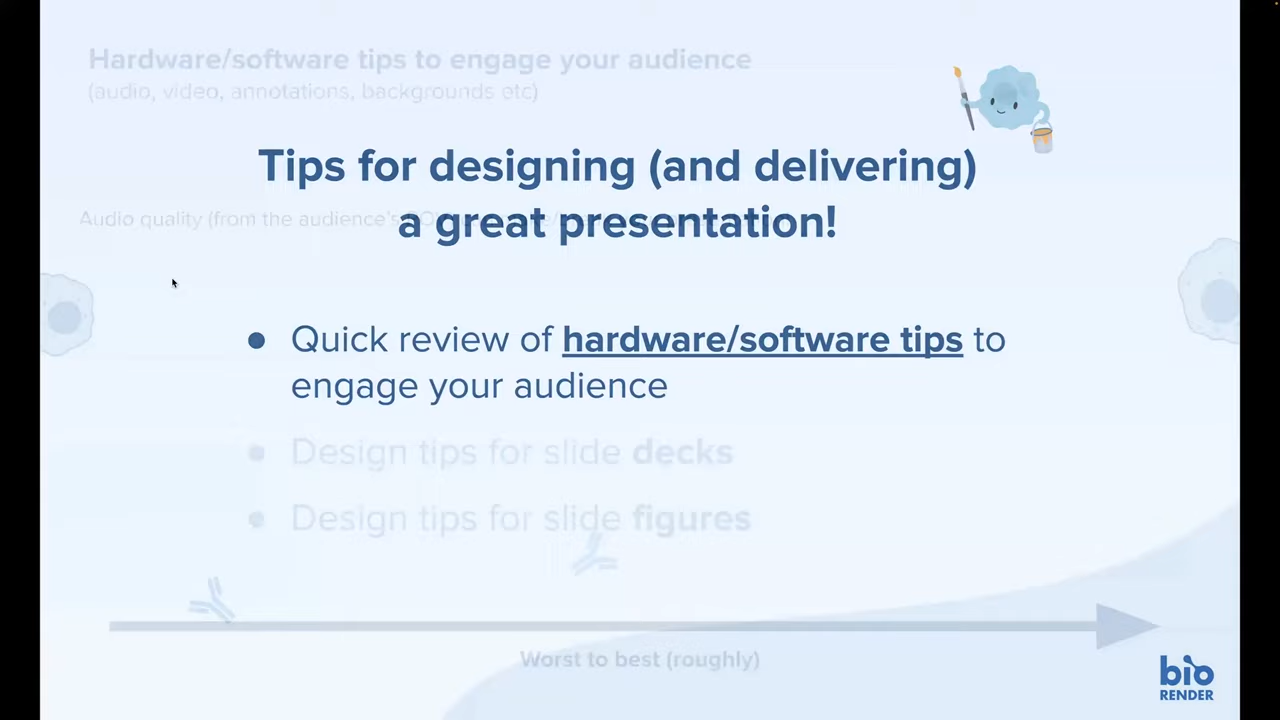 Hardware/software tips to engage your audience
(audio, video, annotations, backgrounds etc)
Tips for designing (and delivering)
Audio quality (from the audience's
a great presentation!
● Quick review of hardware/software tips to
engage your audience
● Design tips for slide decks
● Design tips for slide figures
Worst to best (roughly)
bio
RENDER